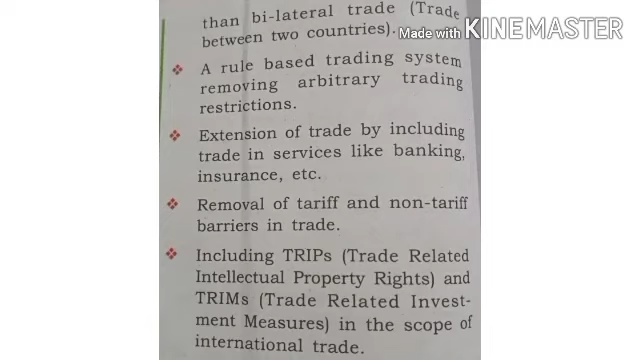 than bi-lateral trade (Trade
between two countries).
Made with KINEMASTER
❖ A rule based trading system
removing arbitrary trading
restrictions.
❖ Extension of trade by including
trade in services like banking,
insurance, etc.
❖ Removal of tariff and non-tariff
barriers in trade.
❖ Including TRIPs (Trade Related
Intellectual Property Rights) and
TRIMs (Trade Related Invest-
ment Measures) in the scope of
international trade.